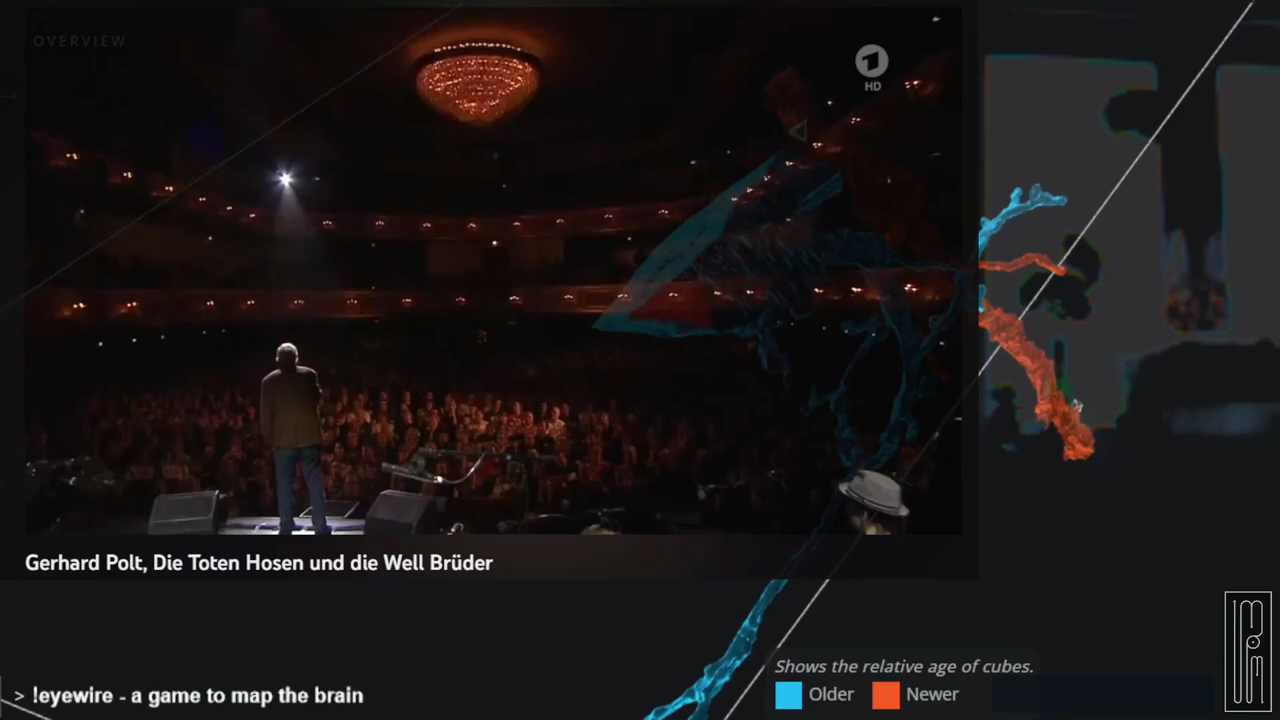 OVERVIEW
1
HD
Gerhard Polt, Die Toten Hosen und die Well Brüder
> !eyewire - a game to map the brain
Shows the relative age of cubes.
Older
Newer